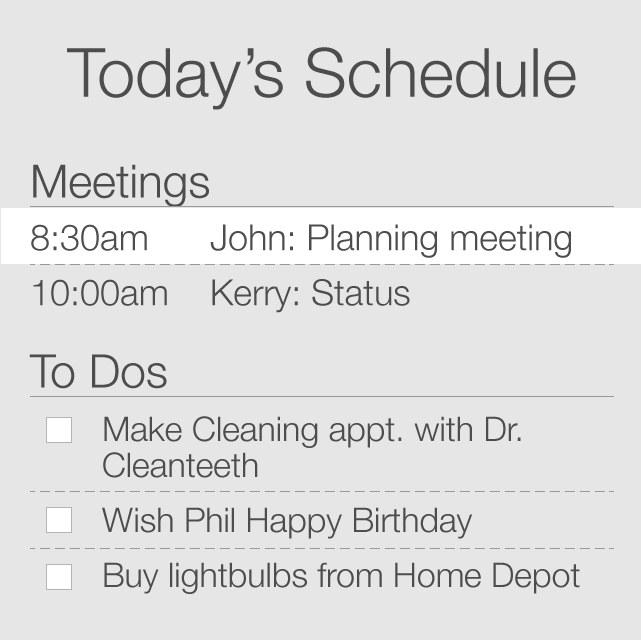 Today’s Schedule
Meetings
8:30am John: Planning meeting
10:00am Kerry: Status
To Dos
Make Cleaning appt. with Dr.
Cleanteeth
Wish Phil Happy Birthday
Buy lightbulbs from Home Depot